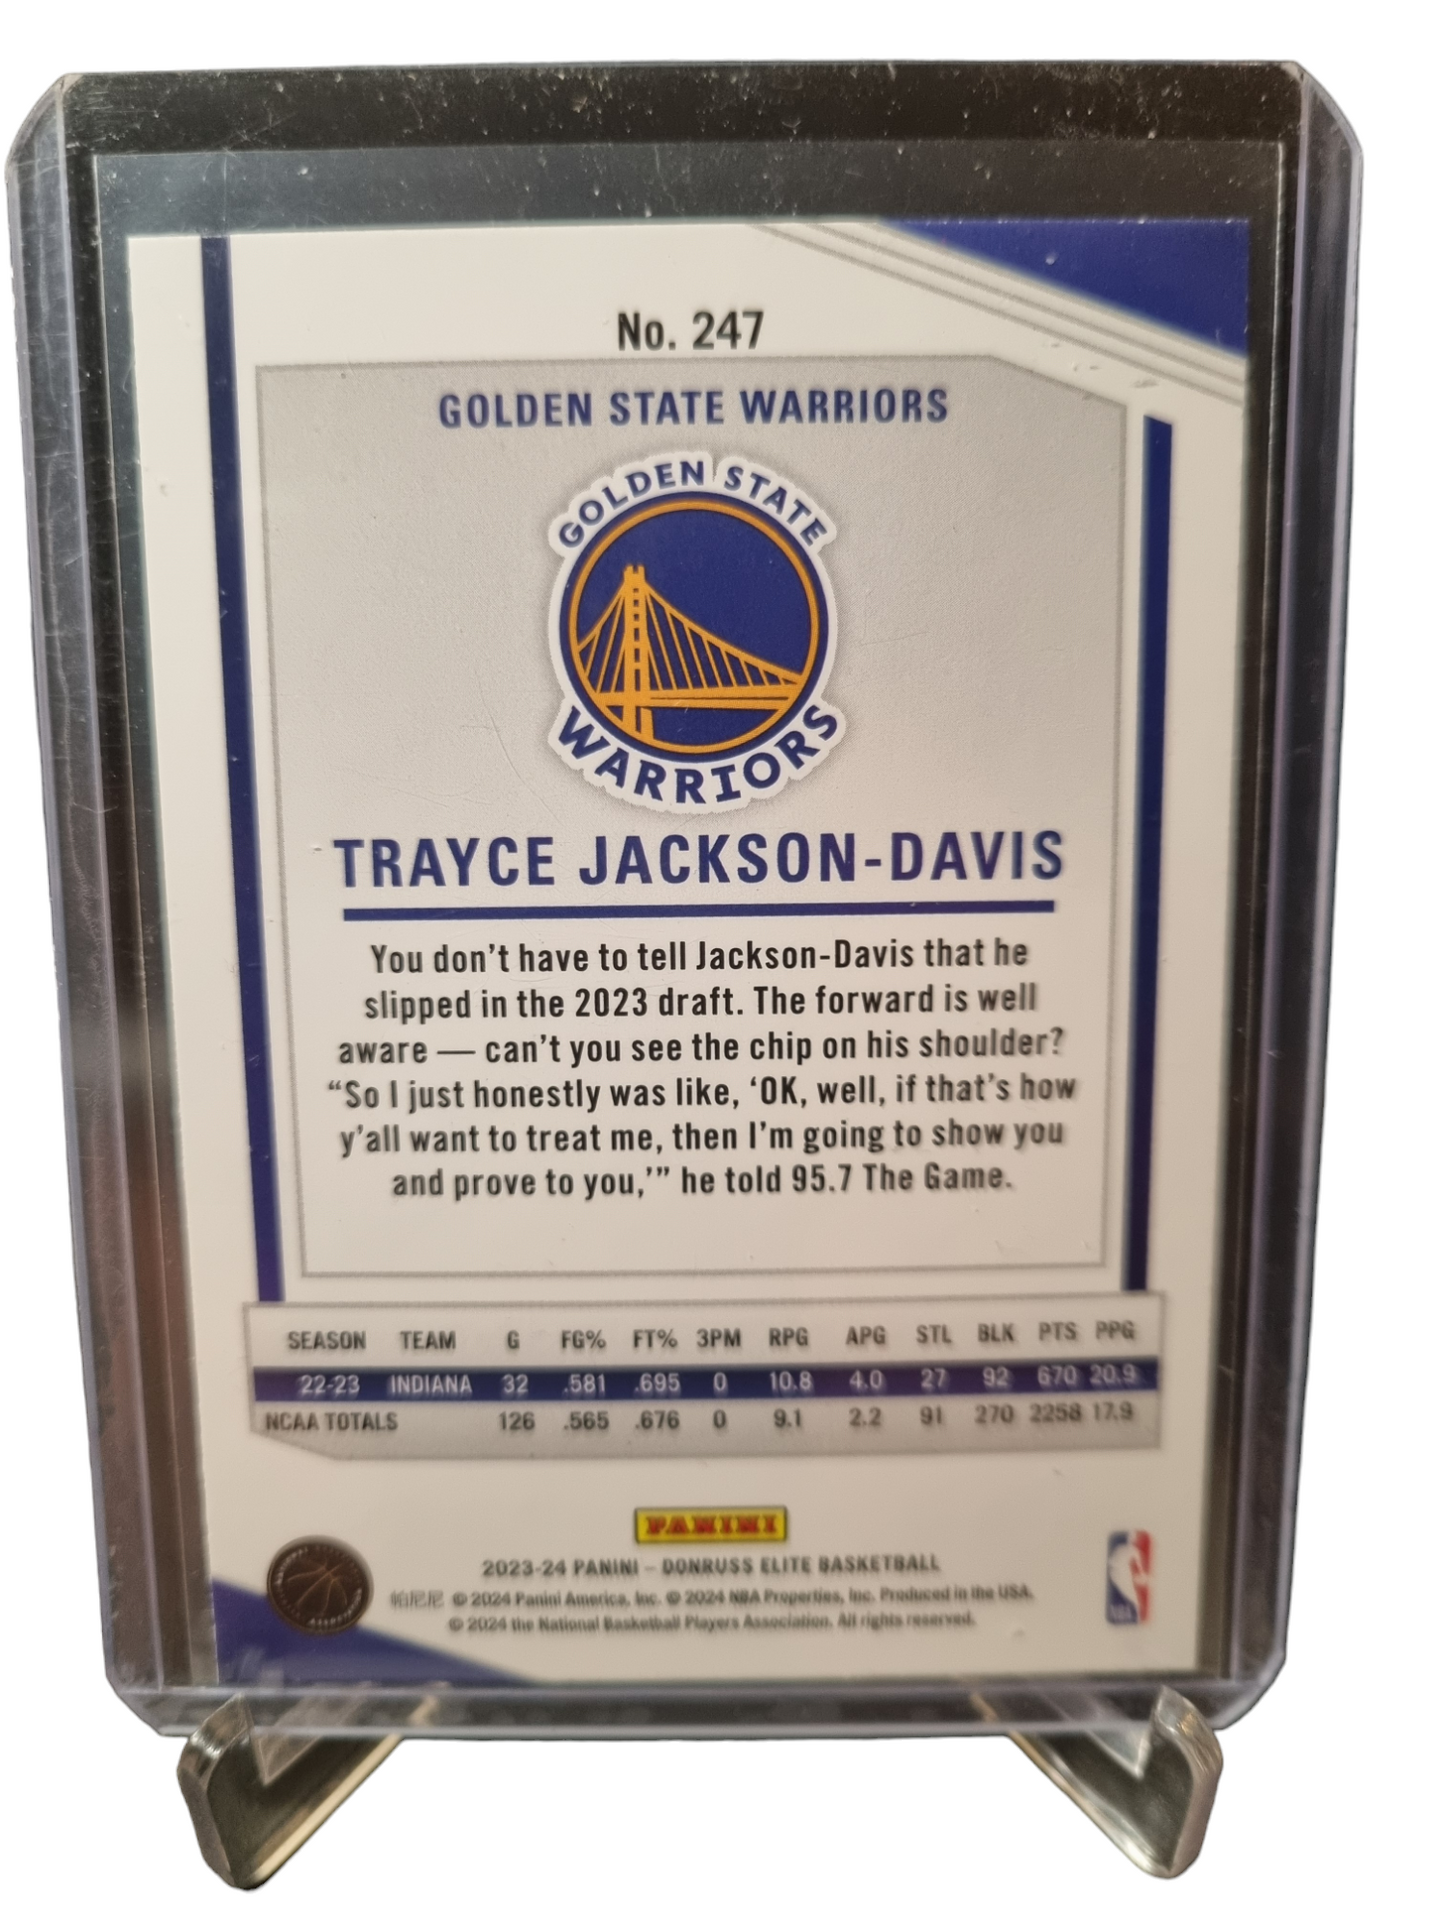 No. 247
GOLDEN STATE WARRIORS
GOLDEN STATE
WARRIORS
TRAYCE JACKSON-DAVIS
You don't have to tell Jackson-Davis that he
slipped in the 2023 draft. The forward is well
aware — can't you see the chip on his shoulder?
“So I just honestly was like, ‘OK, well, if that's how
y'all want to treat me, then I'm going to show you
and prove to you,’” he told 95.7 The Game.
SEASON TEAM G FG% FT% 3PM RPG APG STL BLK PTS PPG
22-23 INDIANA 32 .581 .695 0 10.8 4.0 27 92 670 20.9
NCAA TOTALS 126 .565 .676 0 9.1 2.2 91 270 2258 17.9
PANINI
2023-24 PANINI – DONRUSS ELITE BASKETBALL
帕尼尼 © 2024 Panini America, Inc. © 2024 NBA Properties, Inc. Produced in the USA.
© 2024 the National Basketball Players Association. All rights reserved.
NBA